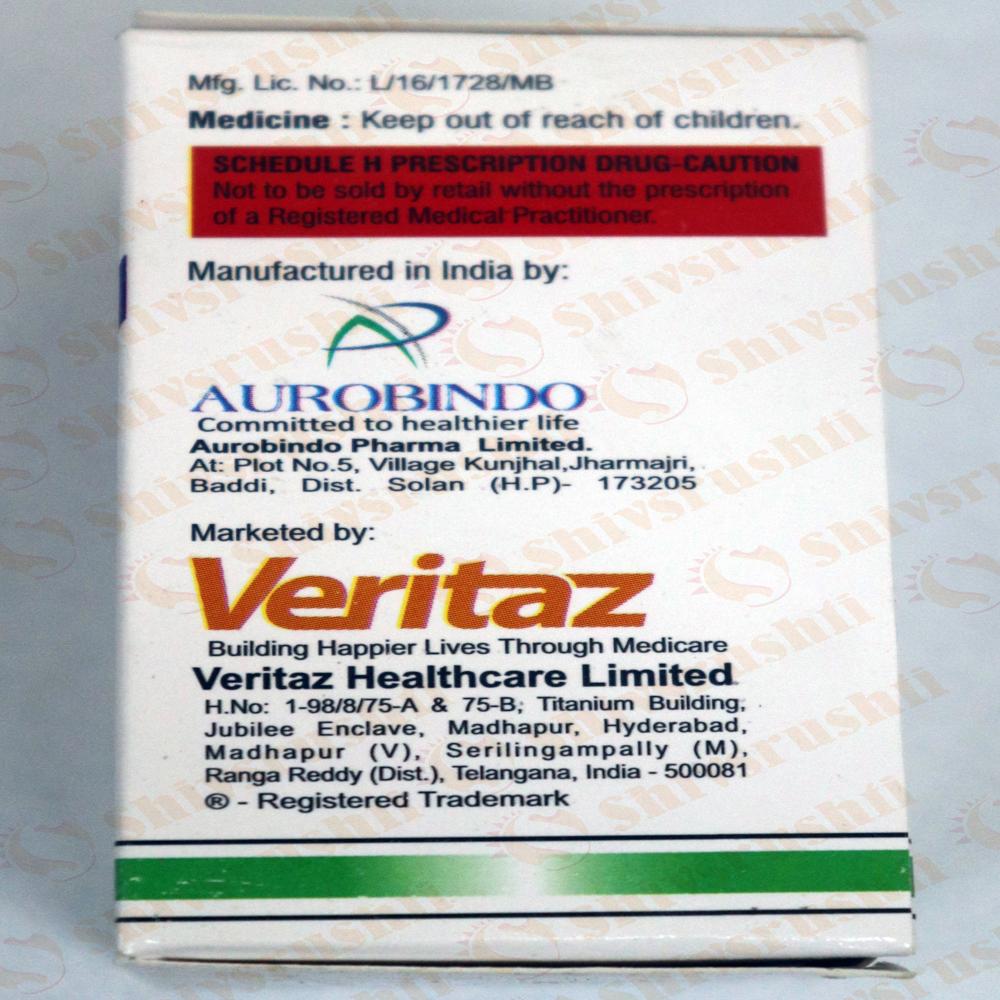 Mfg. Lic. No.: L/16/1728/MB
Medicine : Keep out of reach of children.
SCHEDULE H PRESCRIPTION DRUG-CAUTION
Not to be sold by retail without the prescription
of a Registered Medical Practitioner.
Manufactured in India by:
AUROBINDO
Committed to healthier life
Aurobindo Pharma Limited.
At: Plot No.5, Village Kunjhal,Jharmajri,
Baddi, Dist. Solan (H.P)- 173205
Marketed by:
Veritaz
Building Happier Lives Through Medicare
Veritaz Healthcare Limited
H.No: 1-98/8/75-A & 75-B, Titanium Building,
Jubilee Enclave, Madhapur, Hyderabad,
Madhapur (V), Serilingampally (M),
Ranga Reddy (Dist.), Telangana, India - 500081
® - Registered Trademark
Shivsrushti